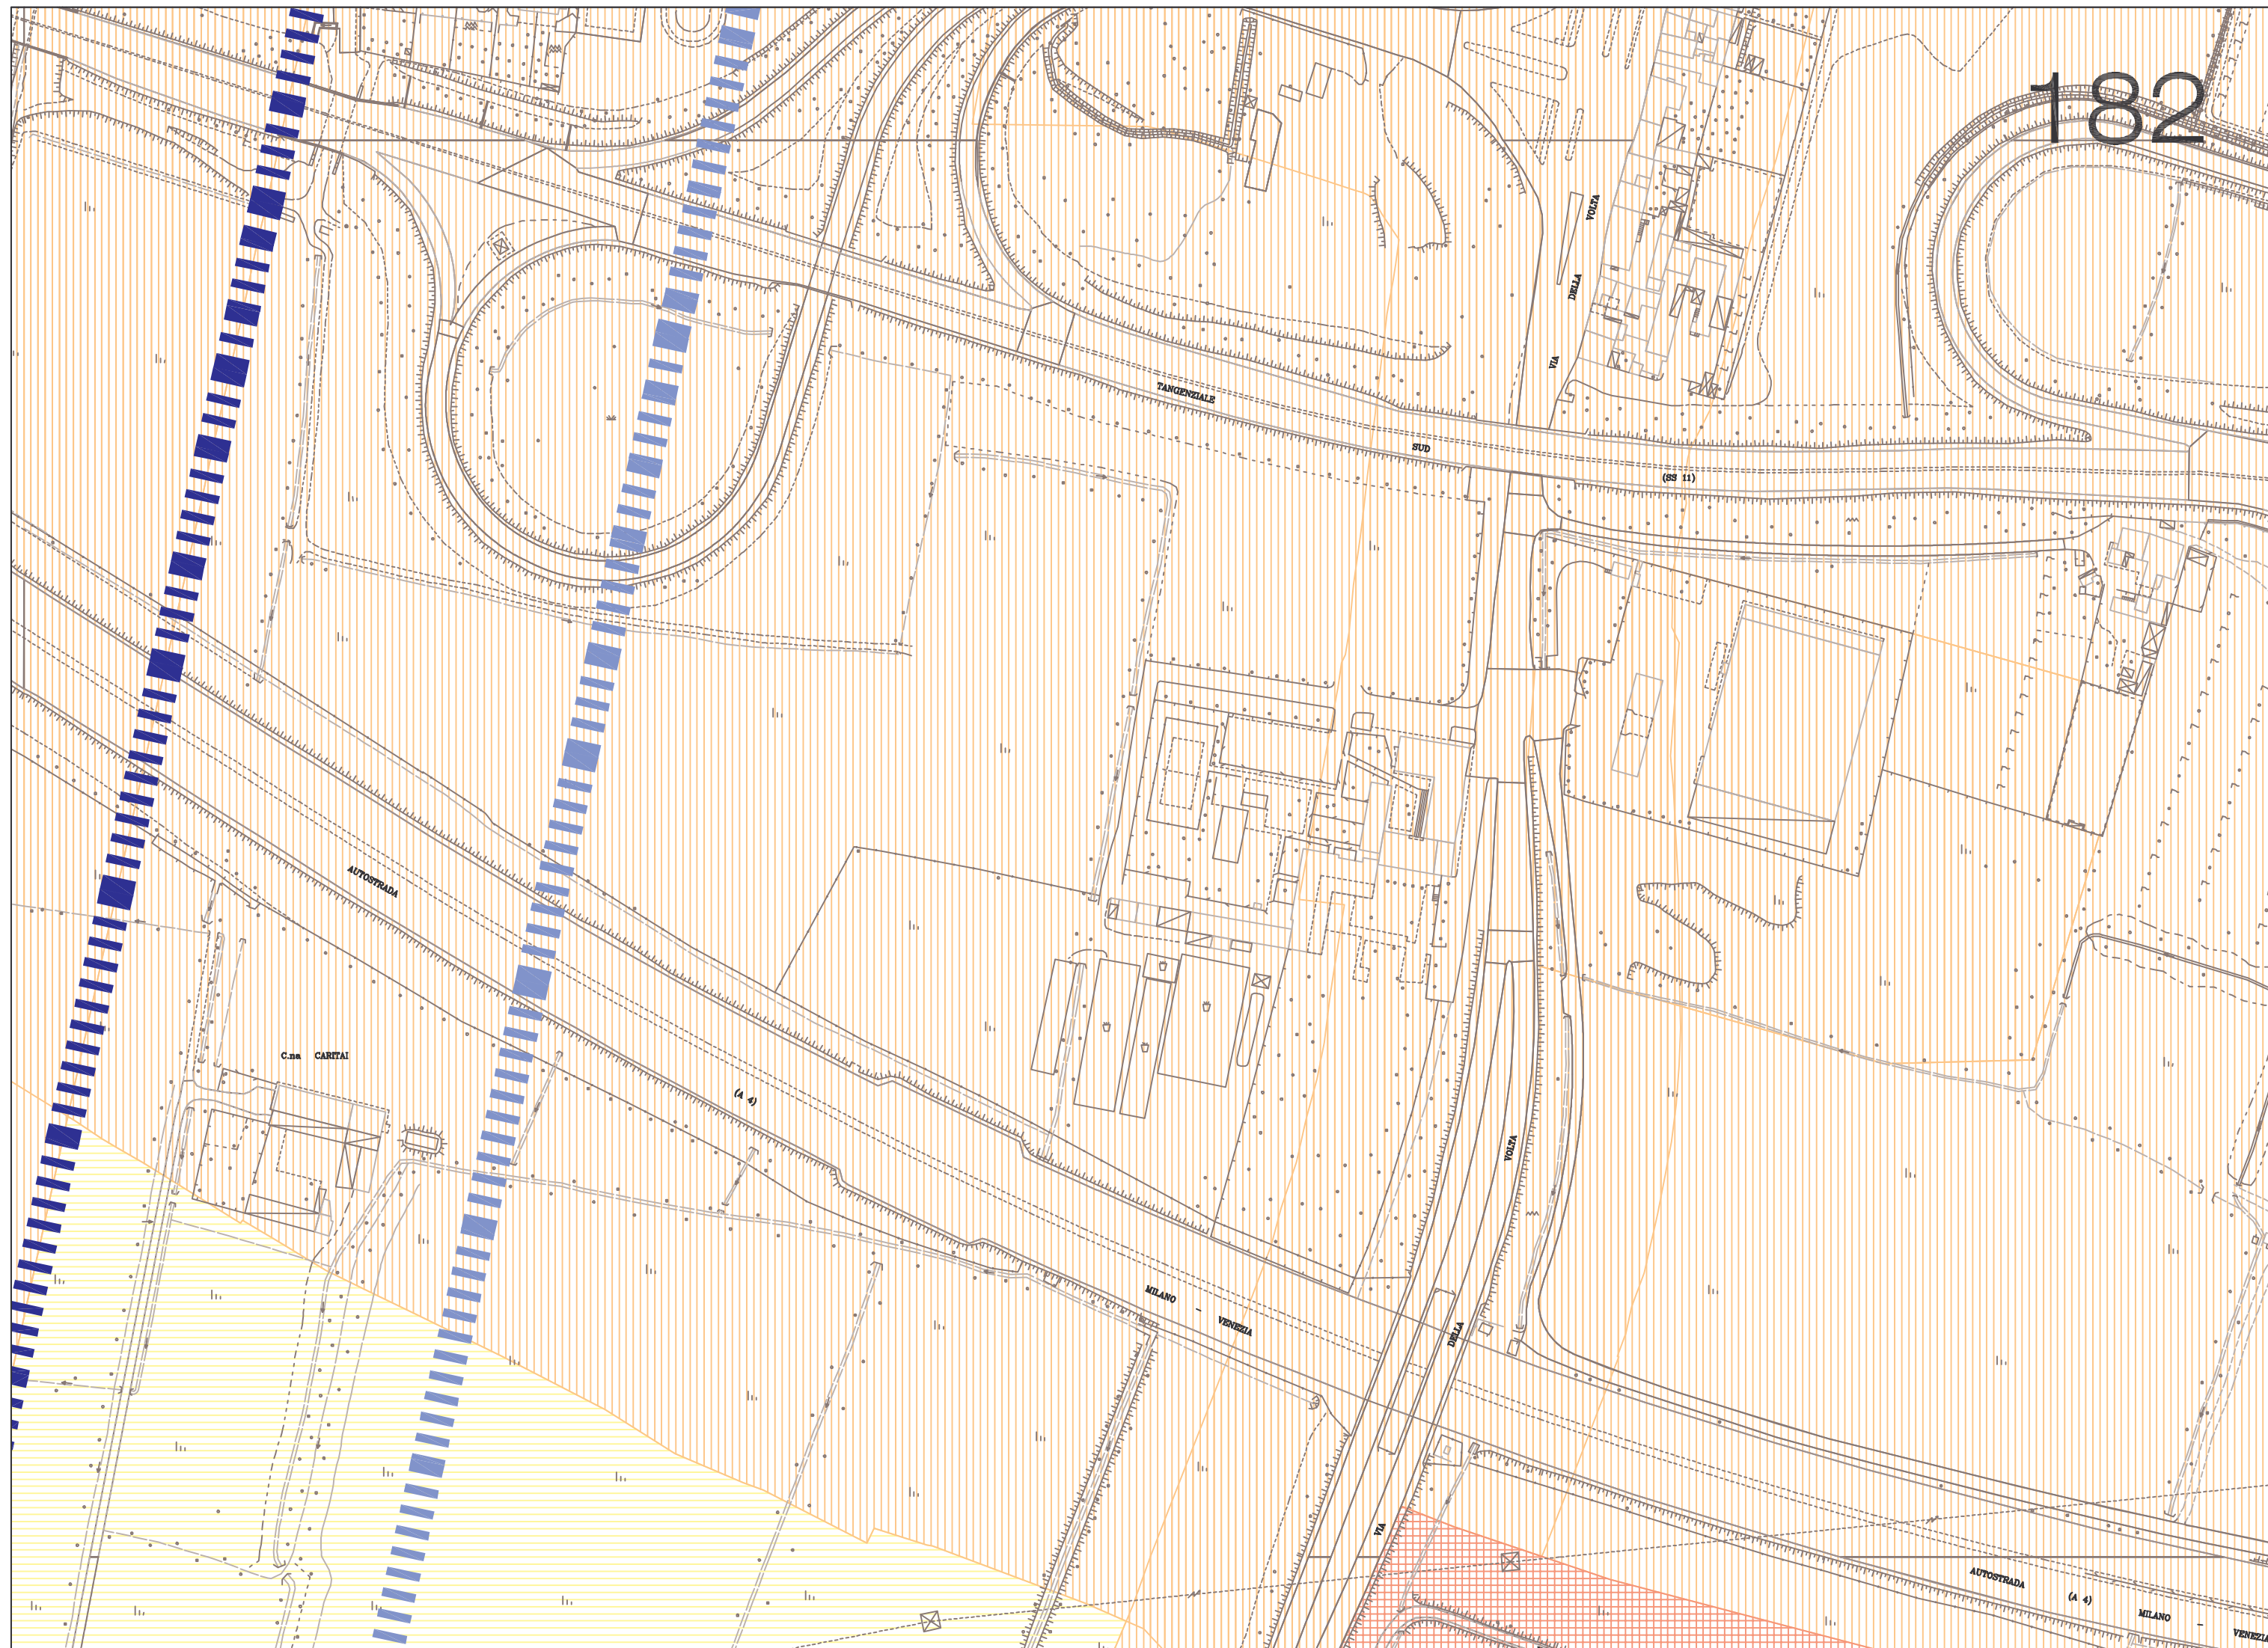 182
VOLTA
DELLA
VIA
TANGENZIALE
SUD
(SS 11)
AUTOSTRADA
C.na CARITAI
(A 4)
VOLTA
MILANO - VENEZIA
DELLA
VIA
AUTOSTRADA
(A 4)
MILANO -
VENEZIA